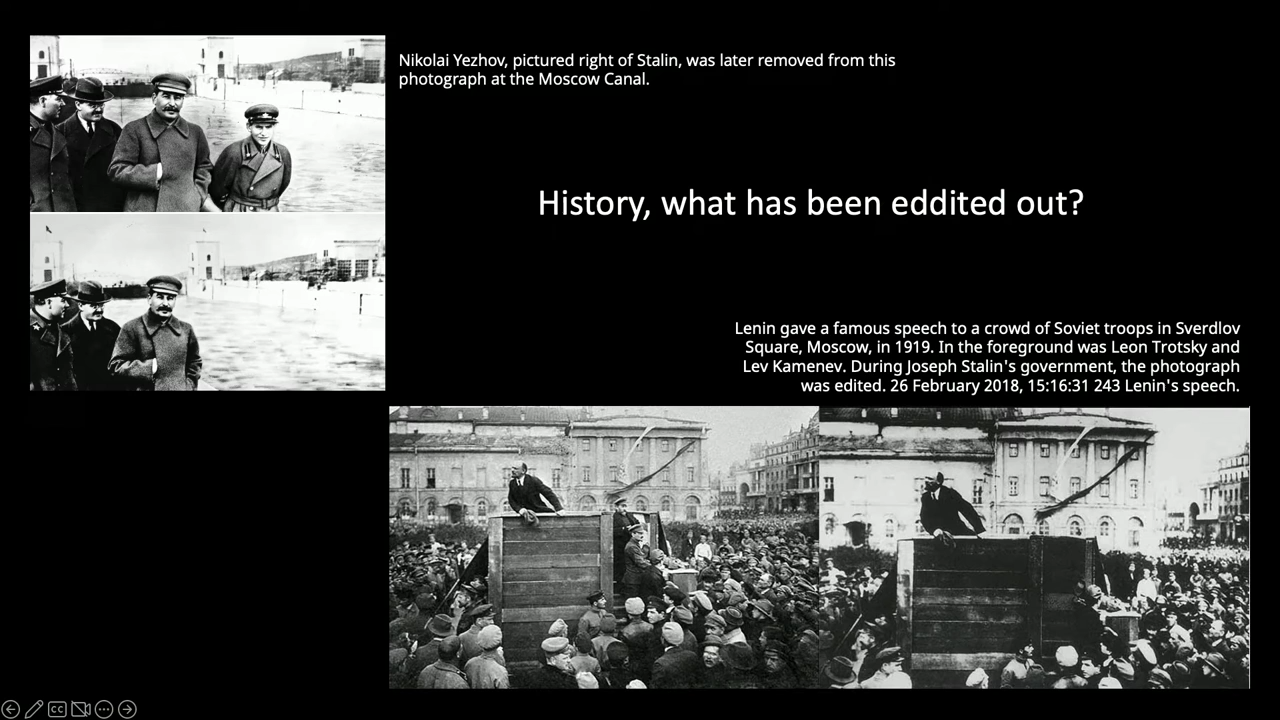 Nikolai Yezhov, pictured right of Stalin, was later removed from this
photograph at the Moscow Canal.
History, what has been eddited out?
Lenin gave a famous speech to a crowd of Soviet troops in Sverdlov
Square, Moscow, in 1919. In the foreground was Leon Trotsky and
Lev Kamenev. During Joseph Stalin's government, the photograph
was edited. 26 February 2018, 15:16:31 243 Lenin's speech.
CC